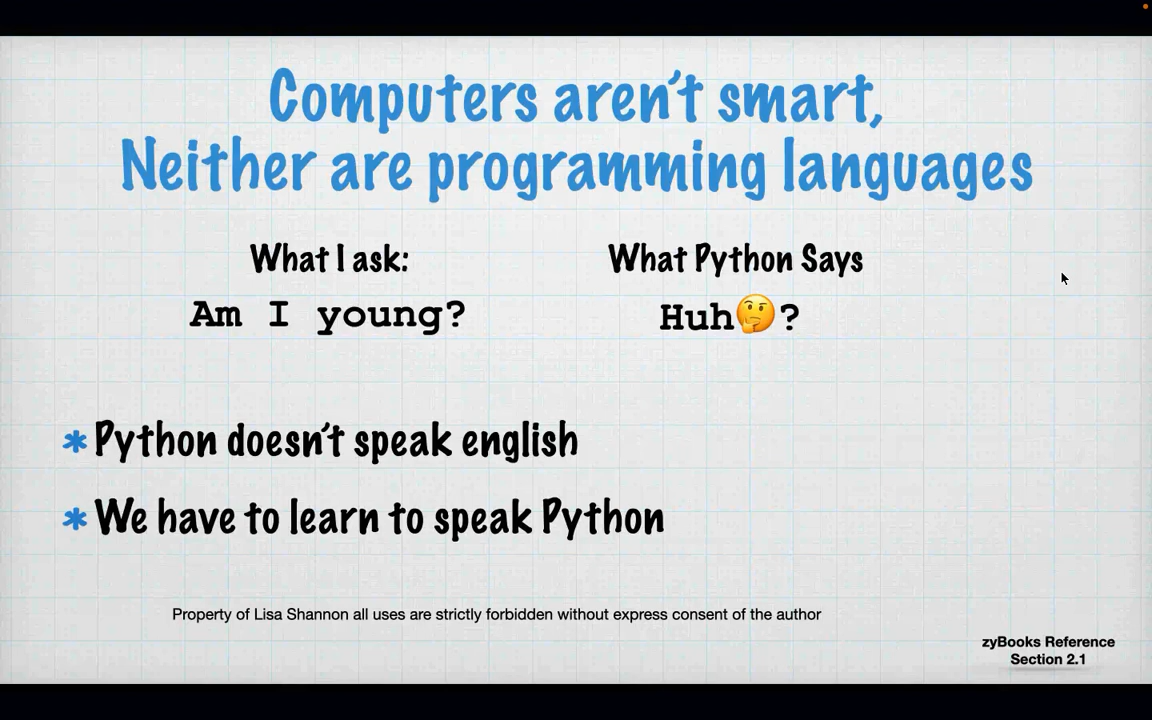 Computers aren't smart,
Neither are programming languages
What I ask:
What Python Says
Am I young?
Huh🤔?
* Python doesn't speak english
* We have to learn to speak Python
Property of Lisa Shannon all uses are strictly forbidden without express consent of the author
zyBooks Reference
Section 2.1